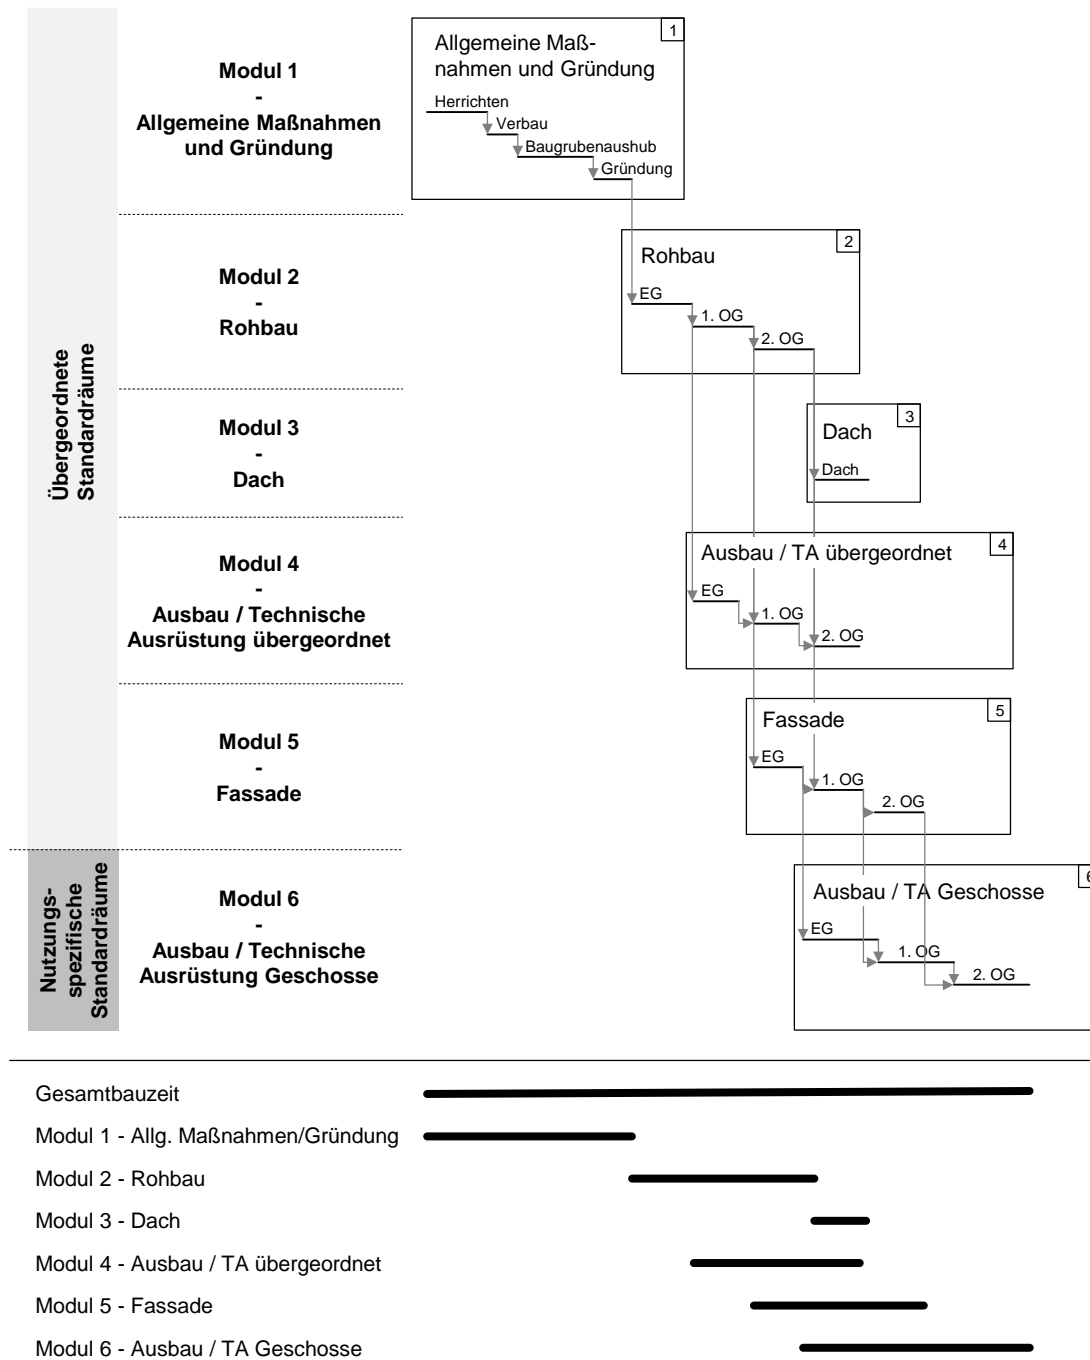 Übergeordnete
Standardräume
Modul 1
-
Allgemeine Maßnahmen
und Gründung
1
Allgemeine Maß-
nahmen und Gründung
Herrichten
Verbau
Baugrubenaushub
Gründung
Modul 2
-
Rohbau
2
Rohbau
EG
1. OG
2. OG
Modul 3
-
Dach
3
Dach
Dach
Modul 4
-
Ausbau / Technische
Ausrüstung übergeordnet
4
Ausbau / TA übergeordnet
EG
1. OG
2. OG
Modul 5
-
Fassade
5
Fassade
EG
1. OG
2. OG
Nutzungs-
spezifische
Standardräume
Modul 6
-
Ausbau / Technische
Ausrüstung Geschosse
6
Ausbau / TA Geschosse
EG
1. OG
2. OG
Gesamtbauzeit
Modul 1 - Allg. Maßnahmen/Gründung
Modul 2 - Rohbau
Modul 3 - Dach
Modul 4 - Ausbau / TA übergeordnet
Modul 5 - Fassade
Modul 6 - Ausbau / TA Geschosse